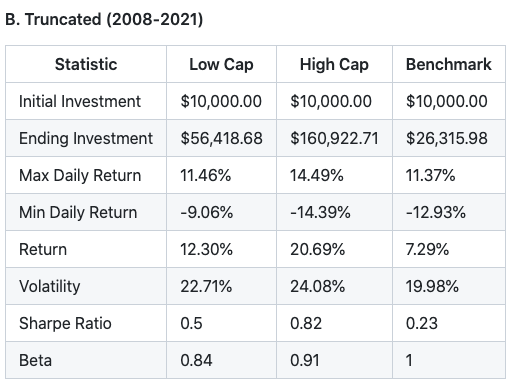 B. Truncated (2008-2021)
Statistic Low Cap High Cap Benchmark
Initial Investment $10,000.00 $10,000.00 $10,000.00
Ending Investment $56,418.68 $160,922.71 $26,315.98
Max Daily Return 11.46% 14.49% 11.37%
Min Daily Return -9.06% -14.39% -12.93%
Return 12.30% 20.69% 7.29%
Volatility 22.71% 24.08% 19.98%
Sharpe Ratio 0.5 0.82 0.23
Beta 0.84 0.91 1